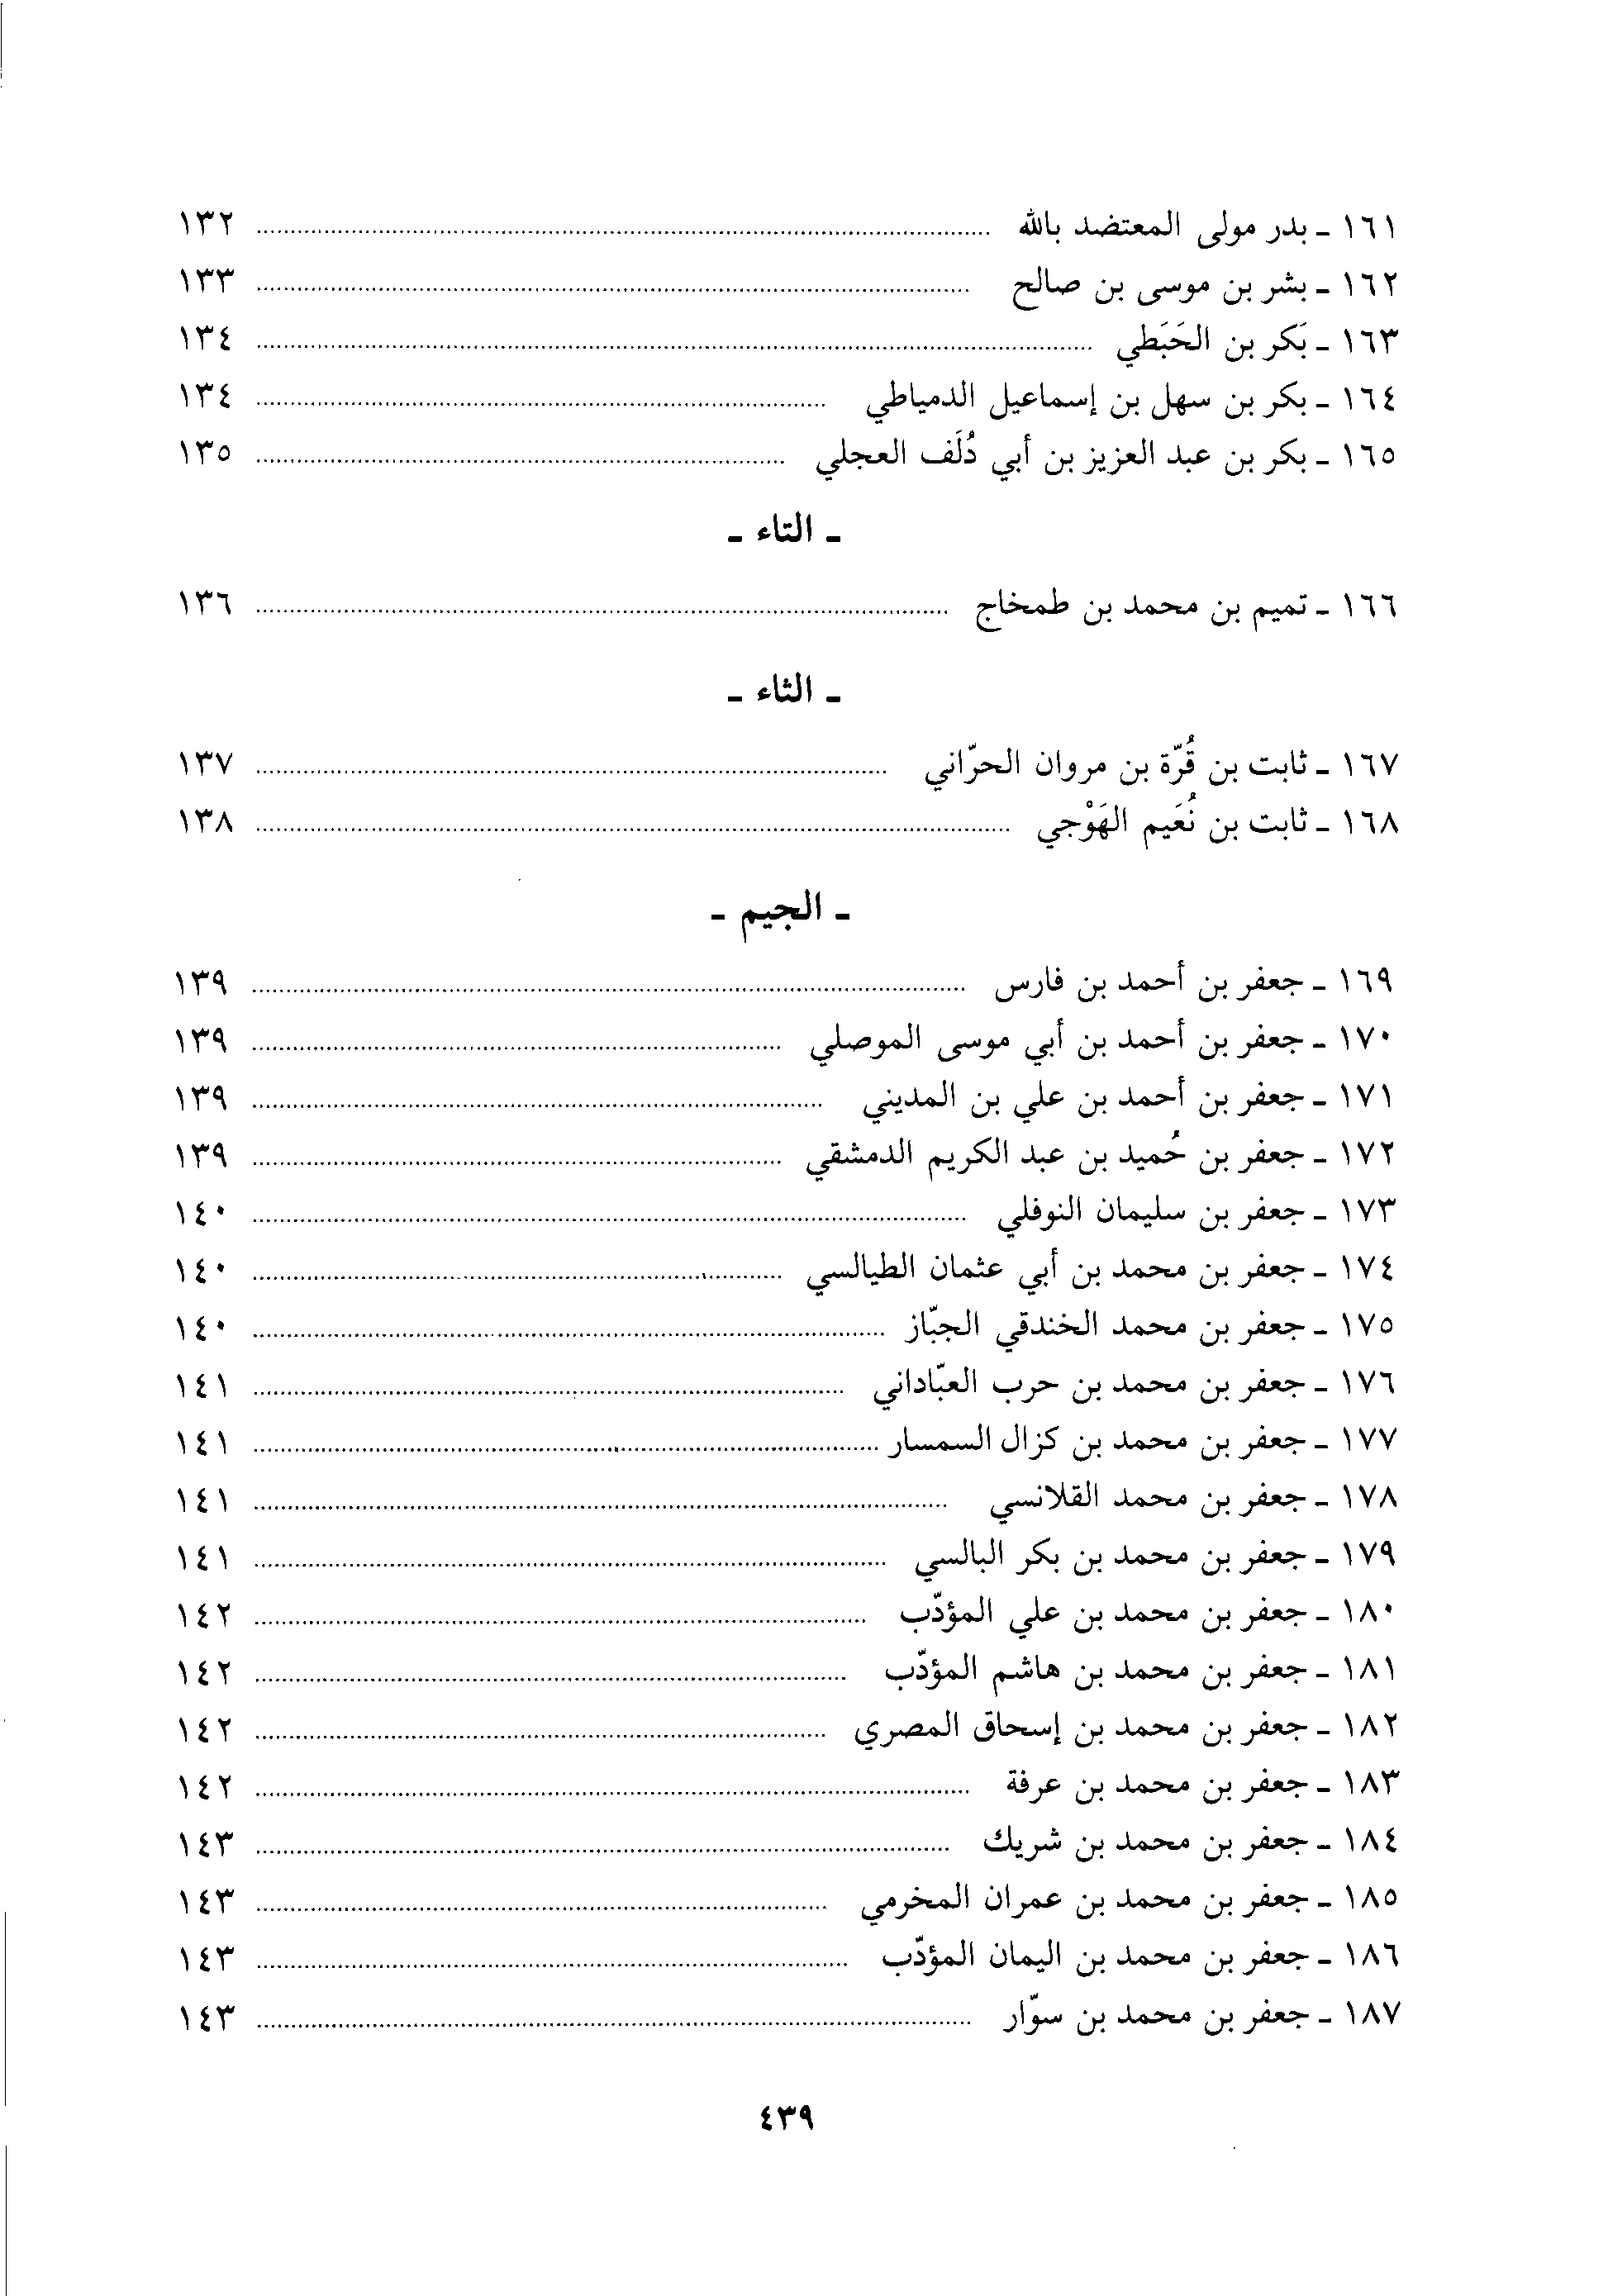 ١٦١ ـ بدر مولى المعتضد بالله .......... ١٣٢
١٦٢ ـ بشر بن موسى بن صالح .......... ١٣٣
١٦٣ ـ بَكر بن الحَبَطي .......... ١٣٤
١٦٤ ـ بكر بن سهل بن إسماعيل الدمياطي .......... ١٣٤
١٦٥ ـ بكر بن عبد العزيز بن أبي دُلَف العجلي .......... ١٣٥
ـ التاء ـ
١٦٦ ـ تميم بن محمد بن طمخاج .......... ١٣٦
ـ الثاء ـ
١٦٧ ـ ثابت بن قُرّة بن مروان الحرّاني .......... ١٣٧
١٦٨ ـ ثابت بن نُعَيم الهَوْجي .......... ١٣٨
ـ الجيم ـ
١٦٩ ـ جعفر بن أحمد بن فارس .......... ١٣٩
١٧٠ ـ جعفر بن أحمد بن أبي موسى الموصلي .......... ١٣٩
١٧١ ـ جعفر بن أحمد بن علي بن المديني .......... ١٣٩
١٧٢ ـ جعفر بن حُميد بن عبد الكريم الدمشقي .......... ١٣٩
١٧٣ ـ جعفر بن سليمان النوفلي .......... ١٤٠
١٧٤ ـ جعفر بن محمد بن أبي عثمان الطيالسي .......... ١٤٠
١٧٥ ـ جعفر بن محمد الخندقي الجبّاز .......... ١٤٠
١٧٦ ـ جعفر بن محمد بن حرب العبّاداني .......... ١٤١
١٧٧ ـ جعفر بن محمد بن كزال السمسار .......... ١٤١
١٧٨ ـ جعفر بن محمد القلانسي .......... ١٤١
١٧٩ ـ جعفر بن محمد بن بكر البالسي .......... ١٤١
١٨٠ ـ جعفر بن محمد بن علي المؤدّب .......... ١٤٢
١٨١ ـ جعفر بن محمد بن هاشم المؤدّب .......... ١٤٢
١٨٢ ـ جعفر بن محمد بن إسحاق المصري .......... ١٤٢
١٨٣ ـ جعفر بن محمد بن عرفة .......... ١٤٢
١٨٤ ـ جعفر بن محمد بن شريك .......... ١٤٣
١٨٥ ـ جعفر بن محمد بن عمران المخرمي .......... ١٤٣
١٨٦ ـ جعفر بن محمد بن اليمان المؤدّب .......... ١٤٣
١٨٧ ـ جعفر بن محمد بن سوّار .......... ١٤٣
٤٣٩